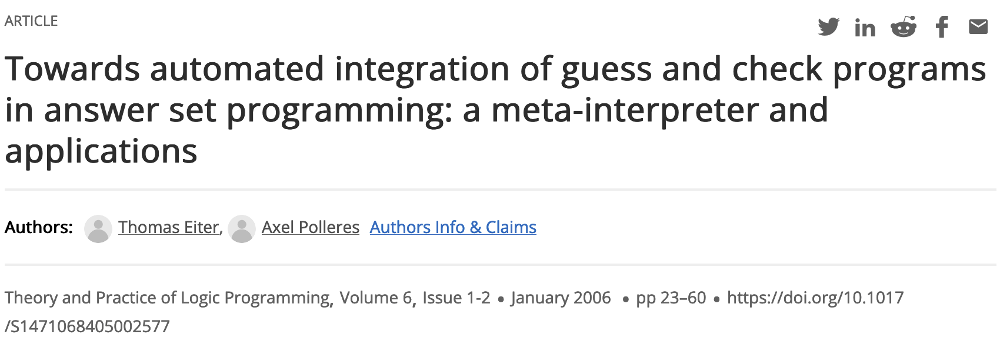 ARTICLE
Towards automated integration of guess and check programs
in answer set programming: a meta-interpreter and
applications
Authors: Thomas Eiter, Axel Polleres Authors Info & Claims
Theory and Practice of Logic Programming, Volume 6, Issue 1-2 • January 2006 • pp 23–60 • https://doi.org/10.1017
/S1471068405002577